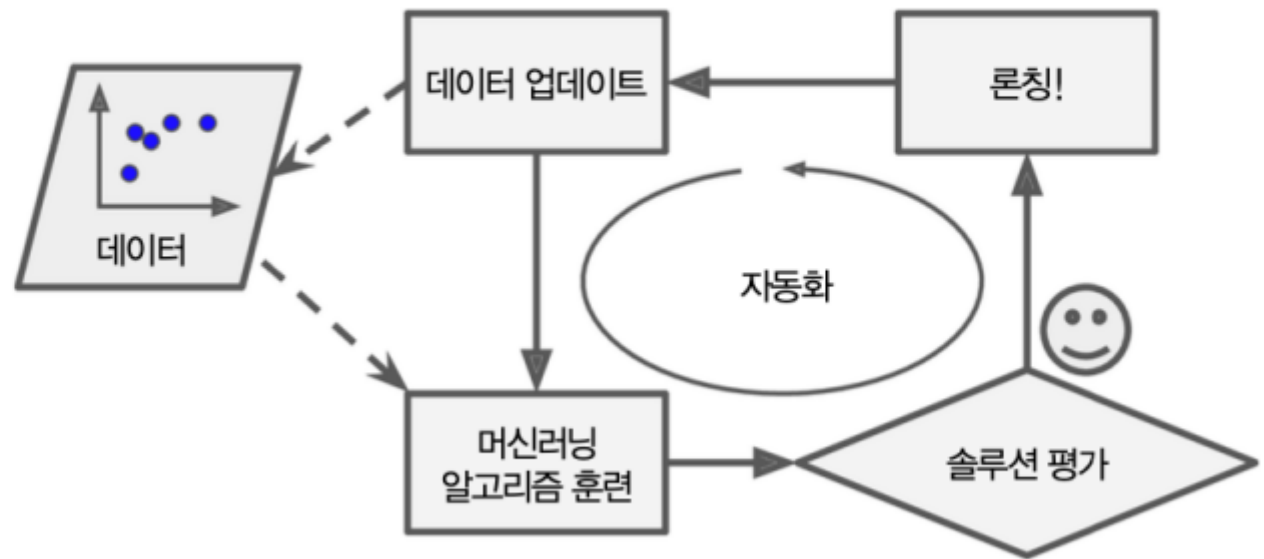 데이터 업데이트
론칭!
데이터
자동화
머신러닝
알고리즘 훈련
솔루션 평가